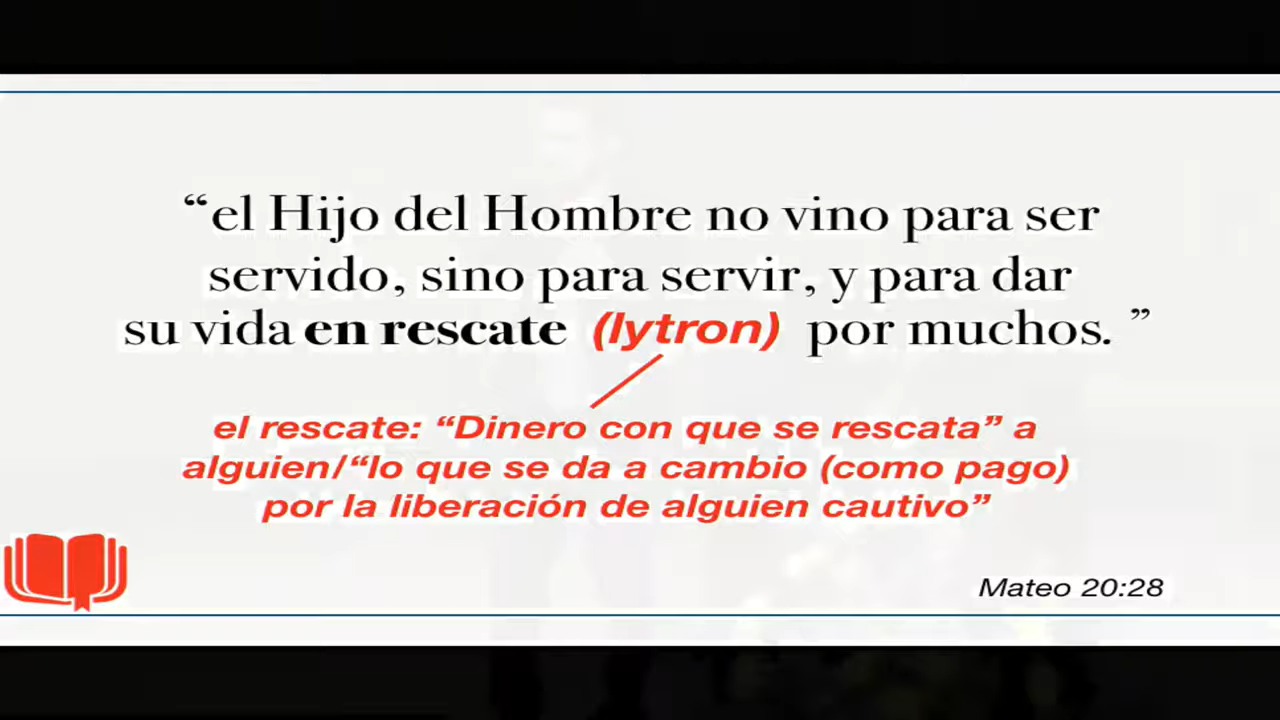 “el Hijo del Hombre no vino para ser
servido, sino para servir, y para dar
su vida en rescate (lytron) por muchos. ”
el rescate: “Dinero con que se rescata” a
alguien/“lo que se da a cambio (como pago)
por la liberación de alguien cautivo”
Mateo 20:28